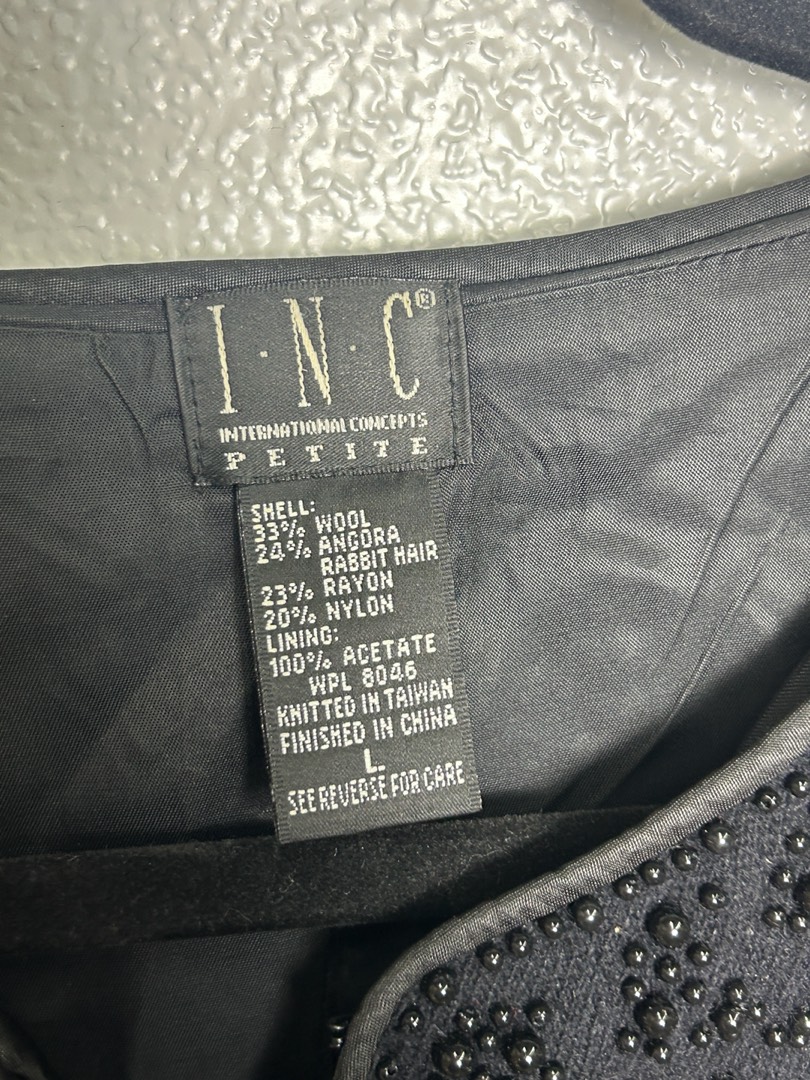 I·N·C®
INTERNATIONAL CONCEPTS
PETITE
SHELL:
33% WOOL
24% ANGORA
RABBIT HAIR
23% RAYON
20% NYLON
LINING:
100% ACETATE
WPL 8046
KNITTED IN TAIWAN
FINISHED IN CHINA
L
SEE REVERSE FOR CARE